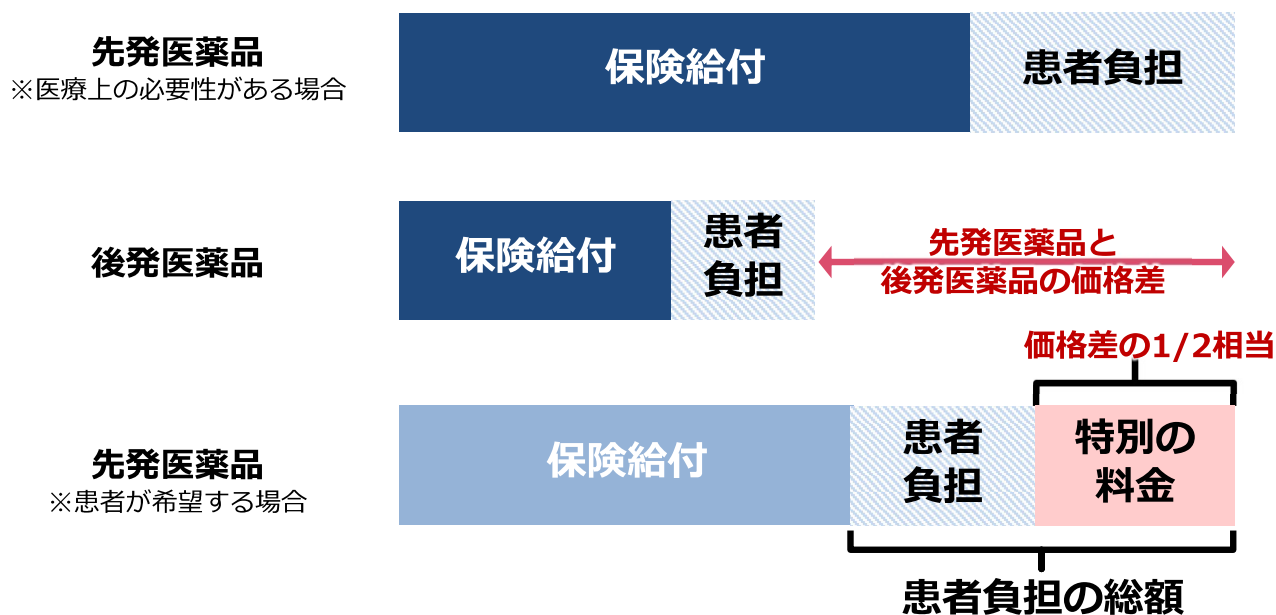 先発医薬品
※医療上の必要性がある場合
保険給付
患者負担
後発医薬品
保険給付
患者
負担
先発医薬品と
後発医薬品の価格差
価格差の1/2相当
先発医薬品
※患者が希望する場合
保険給付
患者
負担
特別の
料金
患者負担の総額